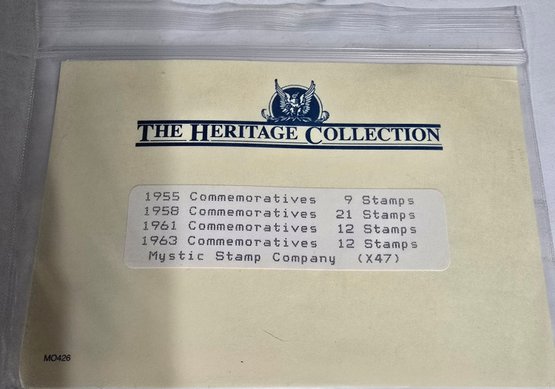 THE HERITAGE COLLECTION
1955 Commemoratives 9 Stamps
1958 Commemoratives 21 Stamps
1961 Commemoratives 12 Stamps
1963 Commemoratives 12 Stamps
Mystic Stamp Company (X47)
MO426